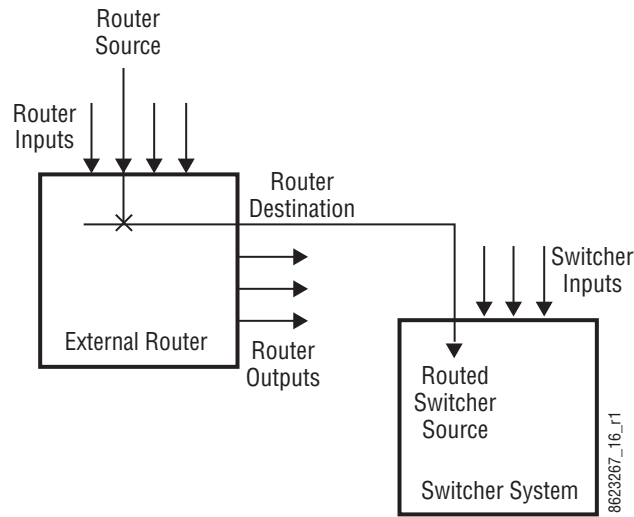 Router
Source
Router
Inputs
Router
Destination
Switcher
Inputs
External Router
Router
Outputs
Routed
Switcher
Source
Switcher System
8623267_16_r1